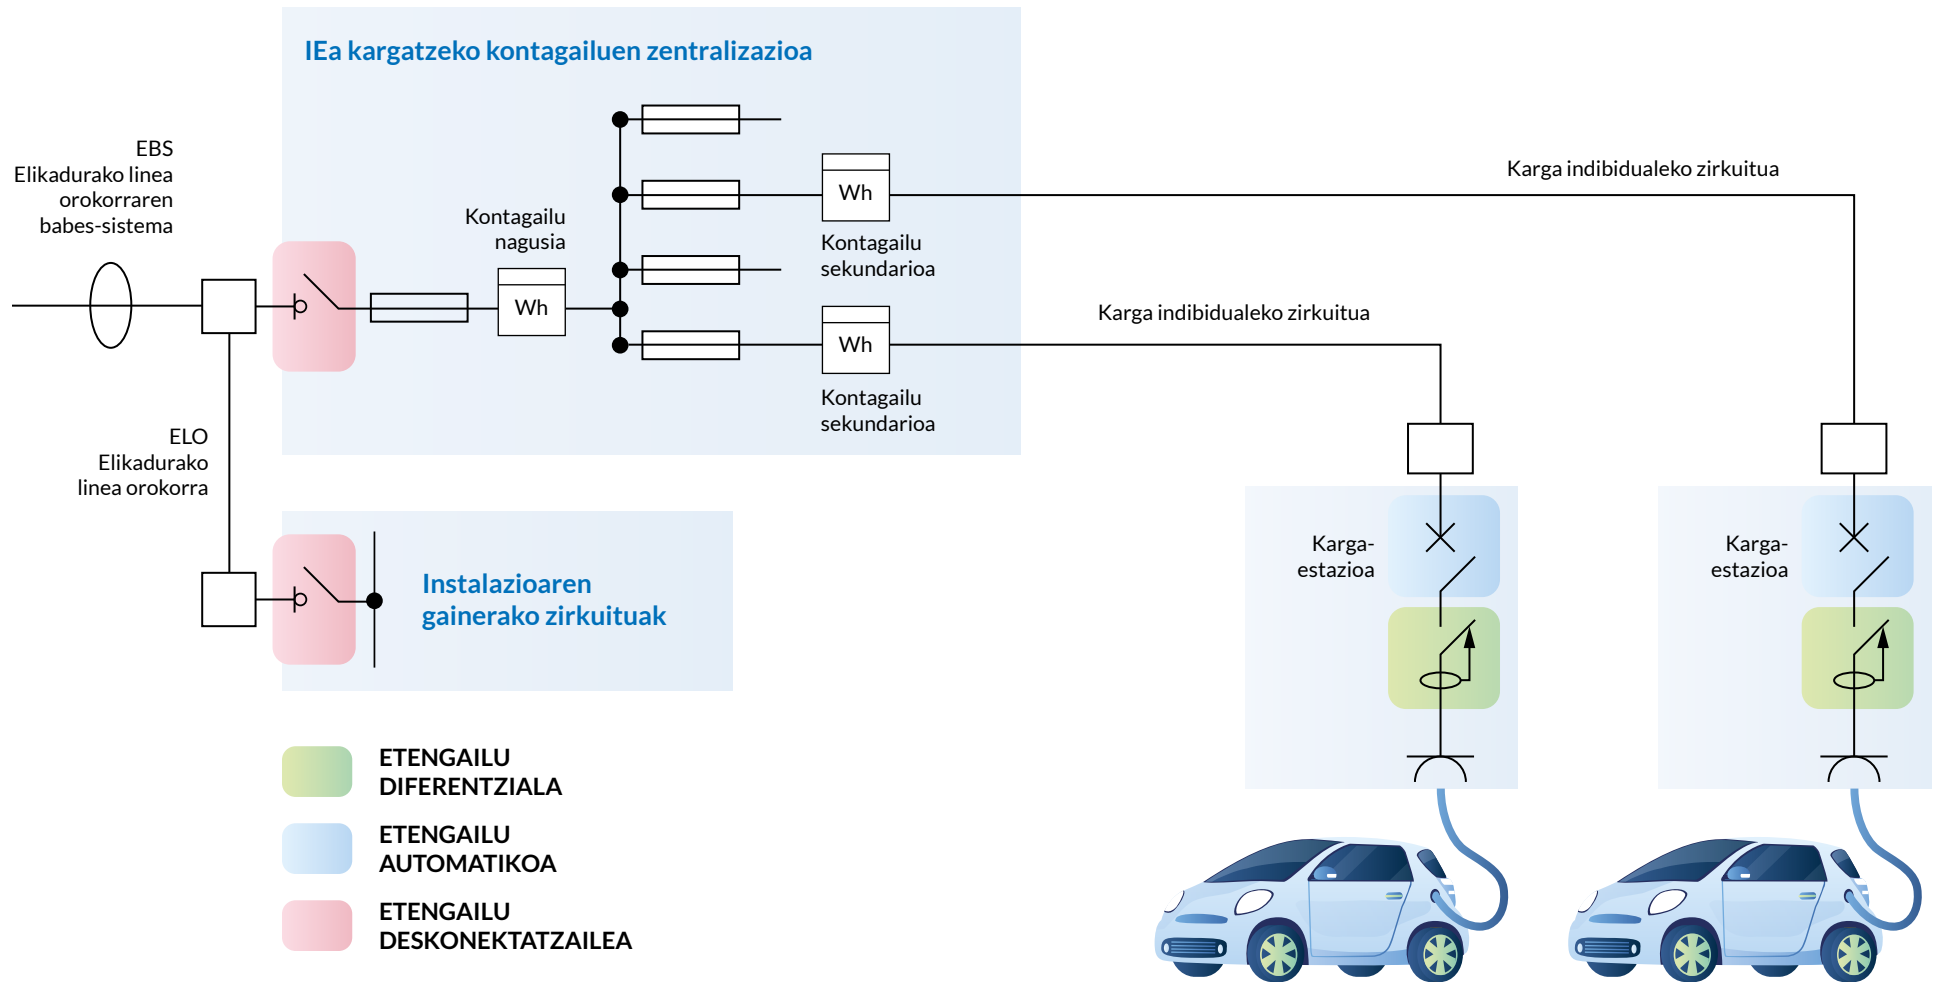 IEa kargatzeko kontagailuen zentralizazioa
EBS
Elikadurako linea
orokorraren
babes-sistema
Kontagailu
nagusia
Wh
Wh
Kontagailu
sekundarioa
Karga indibidualeko zirkuitua
Wh
Kontagailu
sekundarioa
Karga indibidualeko zirkuitua
ELO
Elikadurako
linea orokorra
Instalazioaren
gainerako zirkuituak
Karga-
estazioa
Karga-
estazioa
ETENGAILU
DIFERENTZIALA
ETENGAILU
AUTOMATIKOA
ETENGAILU
DESKONEKTATZAILEA